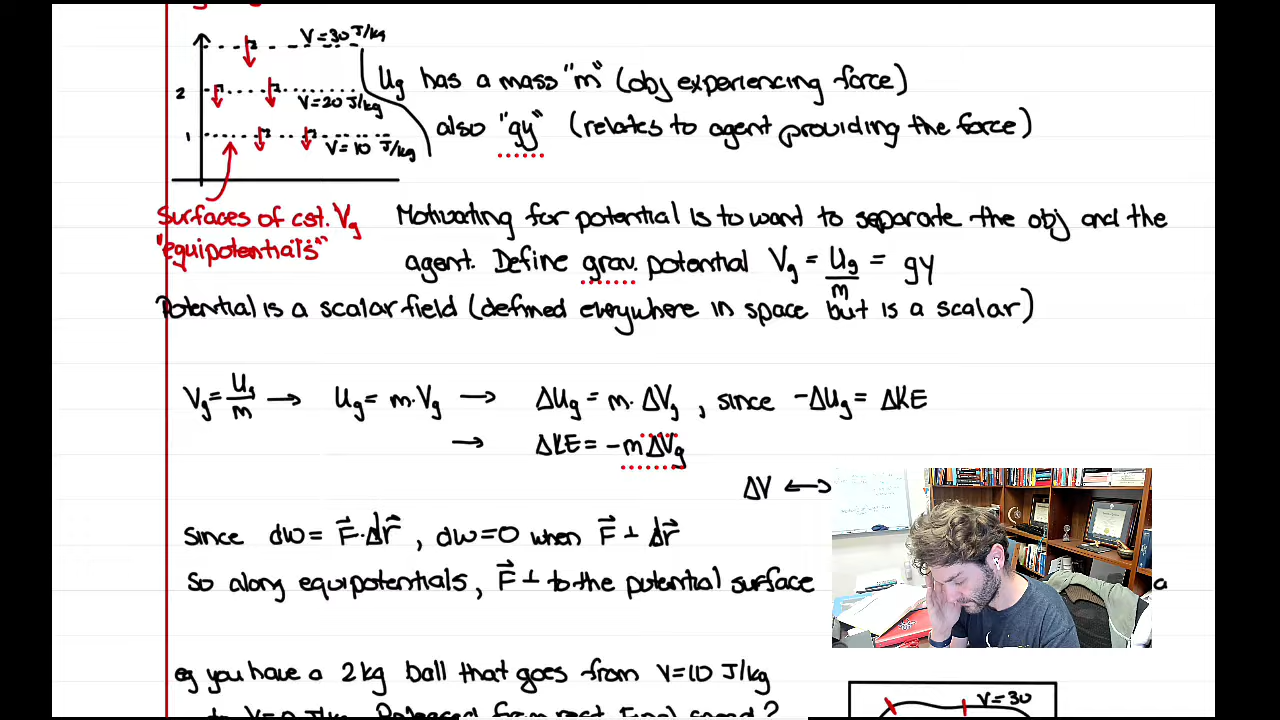 V=30 J/kg
2
V=20 J/kg
1
V=10 J/kg
Ug has a mass "m" (obj experiencing force)
also "gy" (relates to agent providing the force)
Surfaces of cst. Vg
"equipotentials"
Motivating for potential is to want to separate the obj and the
agent. Define grav. potential Vg = Ug/m = gy
Potential is a scalar field (defined everywhere in space but is a scalar)
Vg = Ug/m → Ug = m·Vg → ΔUg = m·ΔVg, since -ΔUg = ΔKE
→ ΔKE = -mΔVg
ΔV ↔
since dw = F⃗·dr⃗, dw=0 when F⃗ ⊥ dr⃗
So along equipotentials, F⃗ ⊥ to the potential surface
a
eg you have a 2kg ball that goes from V=10 J/kg
V=30